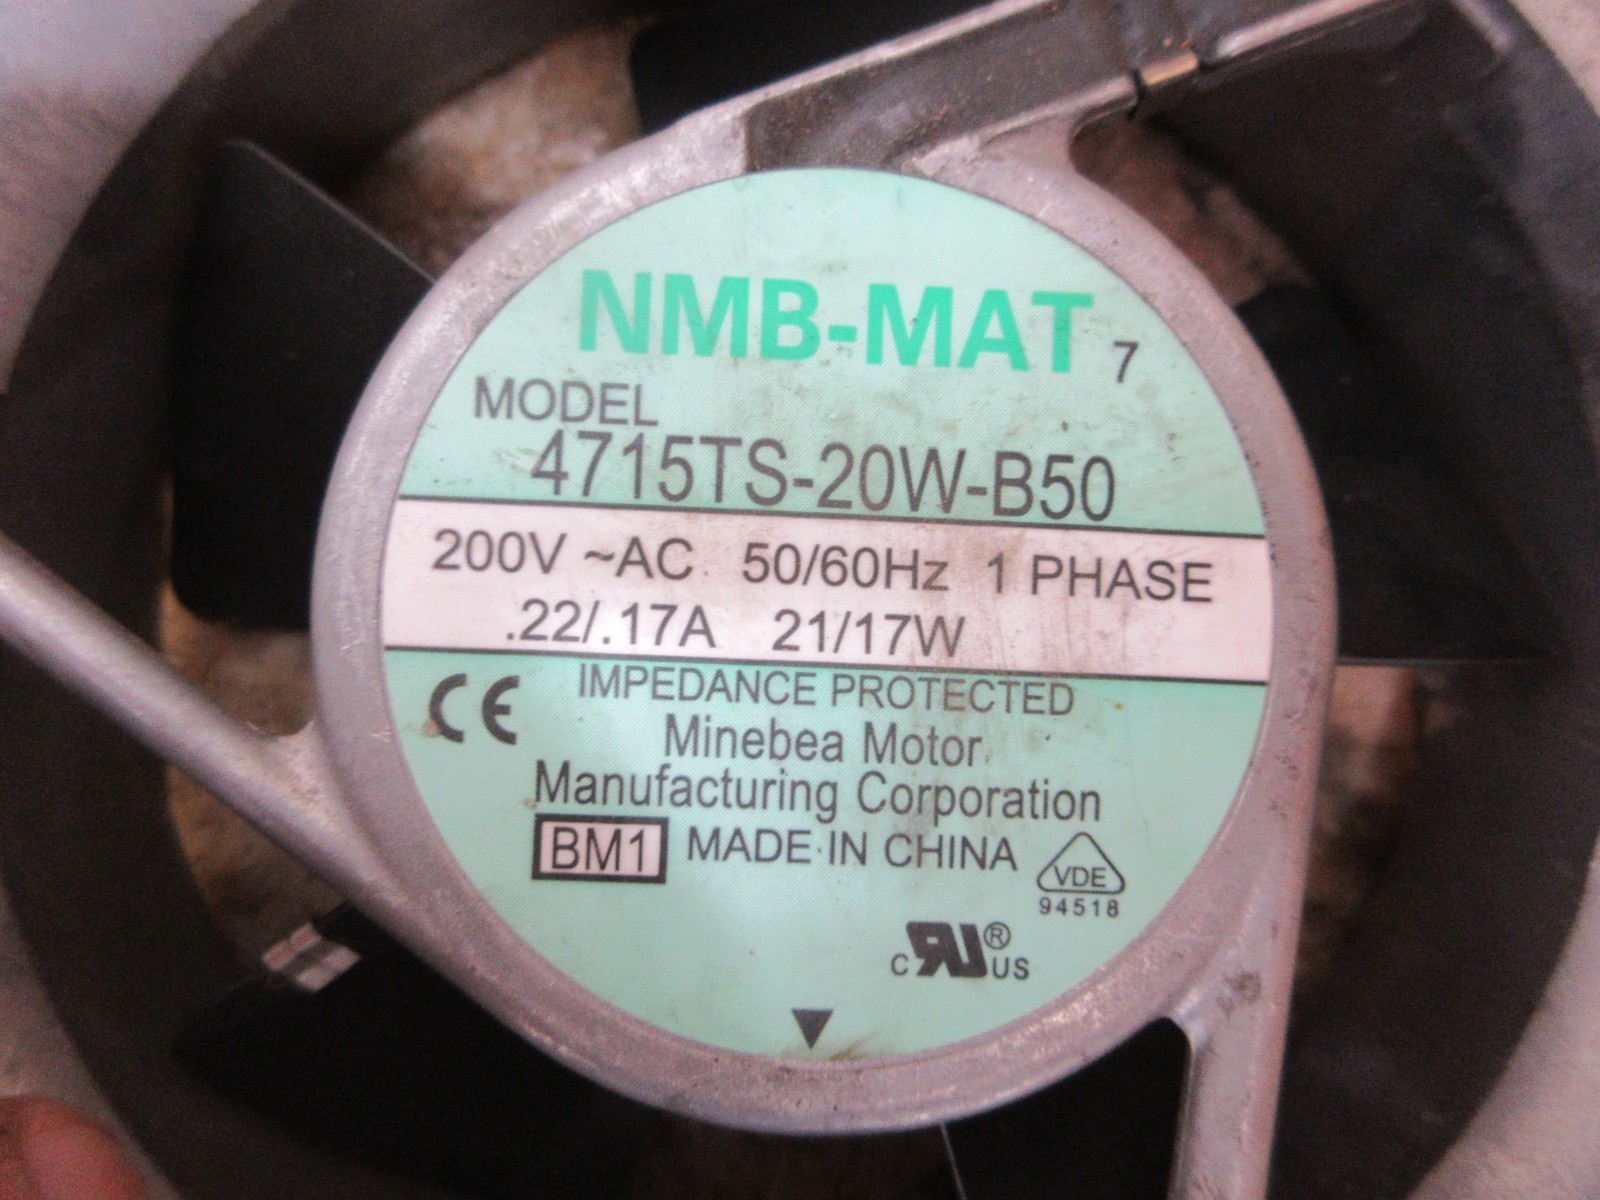 NMB-MAT 7
MODEL
4715TS-20W-B50
200V ~AC 50/60Hz 1 PHASE
.22/.17A 21/17W
CE IMPEDANCE PROTECTED
Minebea Motor
Manufacturing Corporation
BM1 MADE IN CHINA
VDE
94518
c RU ® US